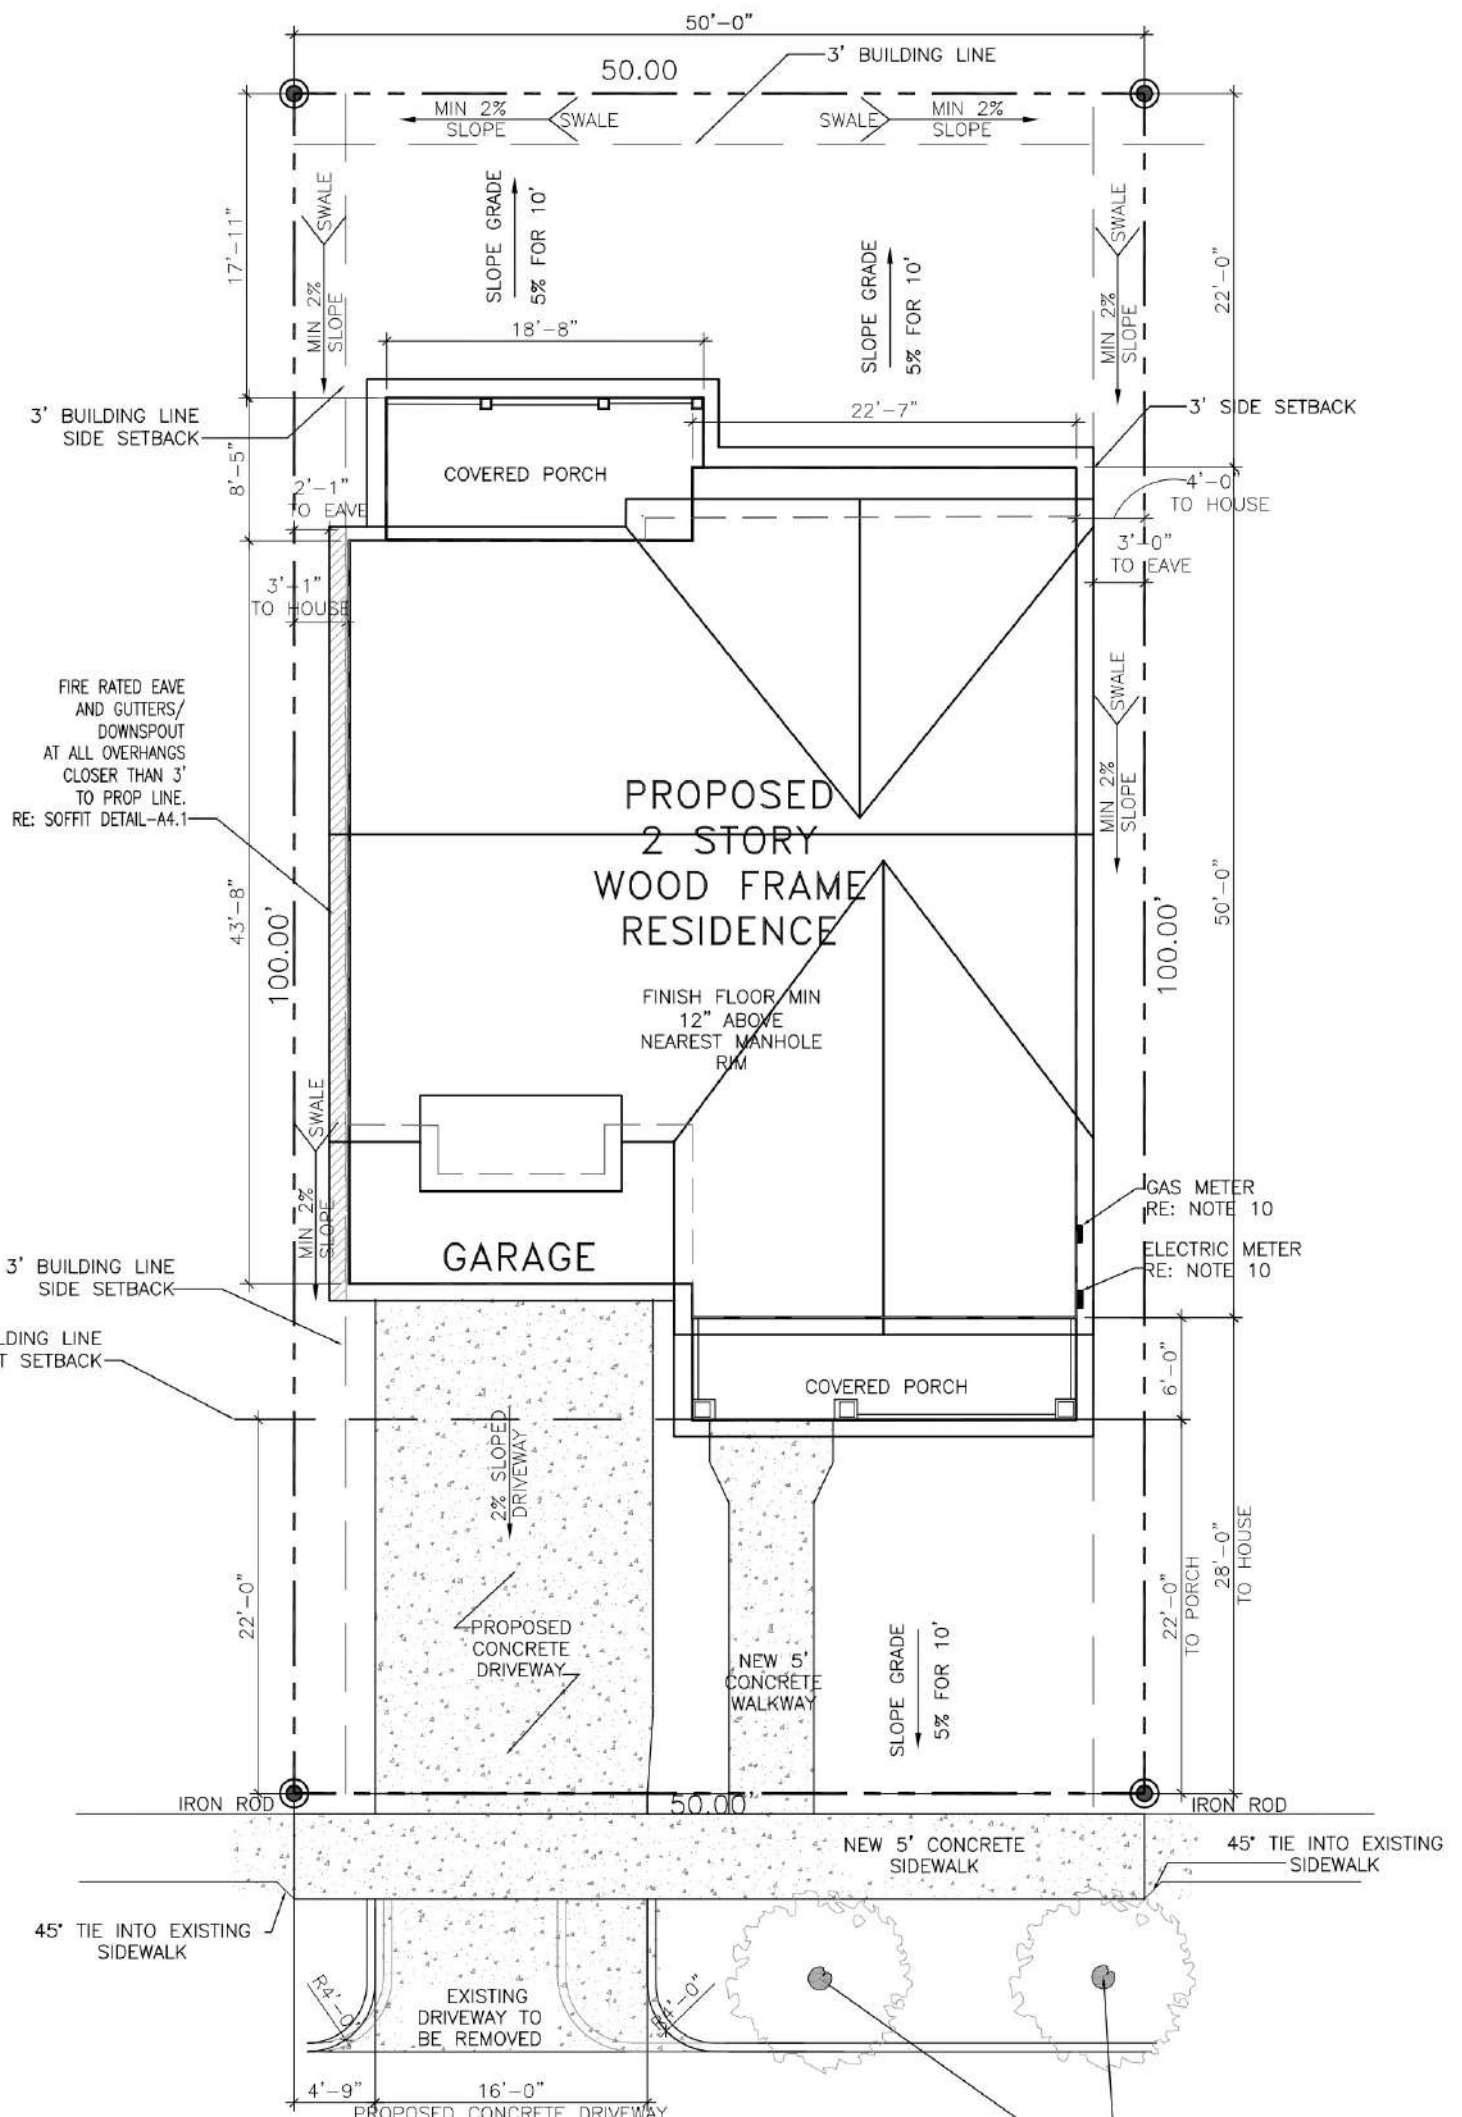 50'-0"
3' BUILDING LINE
50.00
MIN 2%
SLOPE
SWALE
SWALE
MIN 2%
SLOPE
SWALE
MIN 2%
SLOPE
17'-11"
SLOPE GRADE
5% FOR 10'
SLOPE GRADE
5% FOR 10'
SWALE
MIN 2%
SLOPE
22'-0"
18'-8"
3' BUILDING LINE
SIDE SETBACK
22'-7"
3' SIDE SETBACK
8'-5"
COVERED PORCH
2'-1"
TO EAVE
4'-0"
TO HOUSE
3'-0"
TO EAVE
3'-1"
TO HOUSE
FIRE RATED EAVE
AND GUTTERS/
DOWNSPOUT
AT ALL OVERHANGS
CLOSER THAN 3'
TO PROP LINE.
RE: SOFFIT DETAIL-A4.1
SWALE
MIN 2%
SLOPE
PROPOSED
2 STORY
WOOD FRAME
RESIDENCE
43'-8"
100.00'
100.00'
50'-0"
FINISH FLOOR MIN
12" ABOVE
NEAREST MANHOLE
RIM
SWALE
MIN 2%
SLOPE
GAS METER
RE: NOTE 10
GARAGE
ELECTRIC METER
RE: NOTE 10
3' BUILDING LINE
SIDE SETBACK
LDING LINE
T SETBACK
COVERED PORCH
6'-0"
2% SLOPED
DRIVEWAY
22'-0"
PROPOSED
CONCRETE
DRIVEWAY
NEW 5'
CONCRETE
WALKWAY
SLOPE GRADE
5% FOR 10'
22'-0"
TO PORCH
28'-0"
TO HOUSE
IRON ROD
50.00'
IRON ROD
NEW 5' CONCRETE
SIDEWALK
45° TIE INTO EXISTING
SIDEWALK
45° TIE INTO EXISTING
SIDEWALK
R4'-0"
EXISTING
DRIVEWAY TO
BE REMOVED
4'-0"
4'-9"
16'-0"
PROPOSED CONCRETE DRIVEWAY